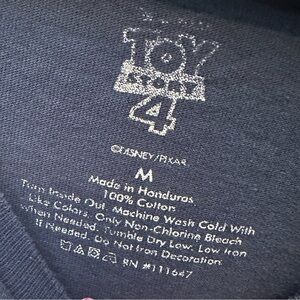 TOY
STORY
4
©DISNEY/PIXAR
M
Made in Honduras
100% Cotton
Turn Inside Out. Machine Wash Cold With
Like Colors. Only Non-Chlorine Bleach
When Needed. Tumble Dry Low. Low Iron
If Needed. Do Not Iron Decoration.
RN #111647